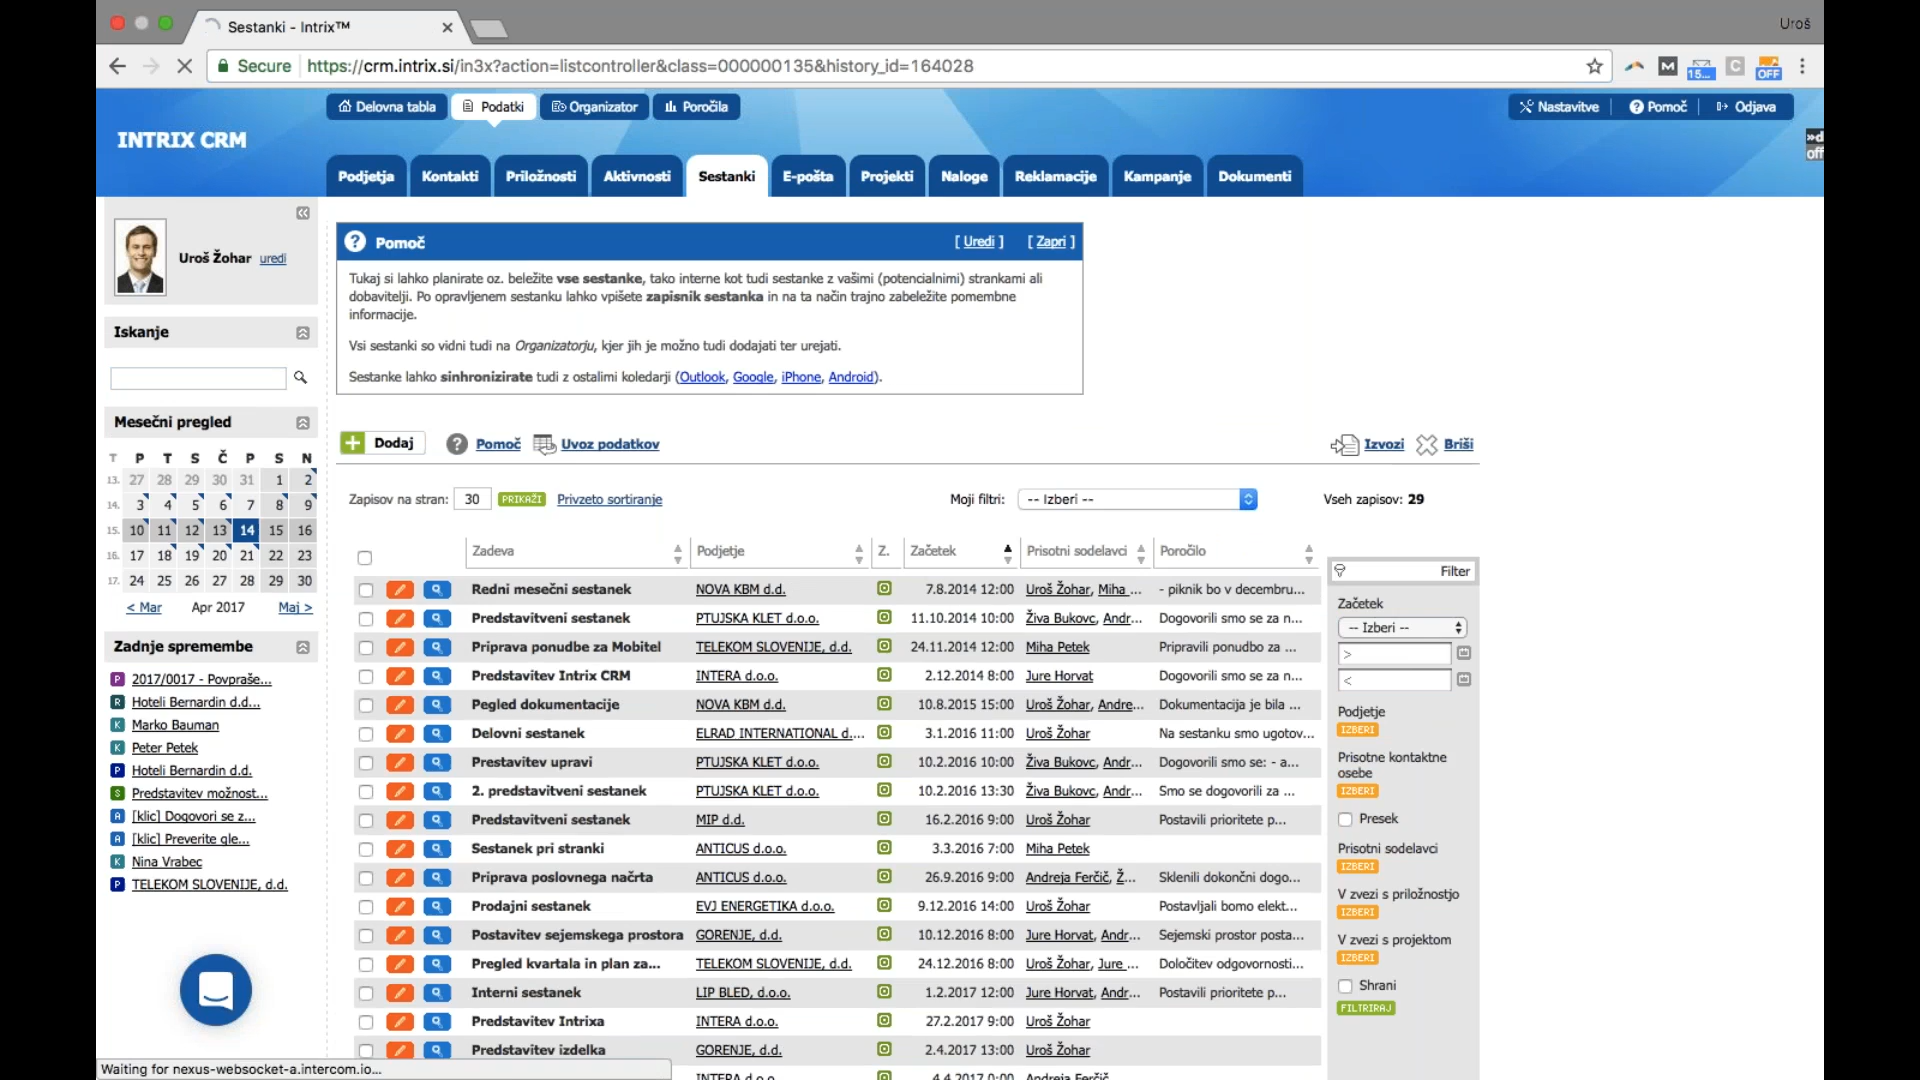 Sestanki - Intrix™
Uroš
Secure https://crm.intrix.si/in3x?action=listcontroller&class=000000135&history_id=164028
M 15... C OFF
Delovna tabla Podatki Organizator Poročila
Nastavitve Pomoč Odjava
INTRIX CRM
»d
off
Podjetja Kontakti Priložnosti Aktivnosti Sestanki E-pošta Projekti Naloge Reklamacije Kampanje Dokumenti
Uroš Žohar uredi
Iskanje
Mesečni pregled
T P T S Č P S N
13. 27 28 29 30 31 1 2
14. 3 4 5 6 7 8 9
15. 10 11 12 13 14 15 16
16. 17 18 19 20 21 22 23
17. 24 25 26 27 28 29 30
< Mar Apr 2017 Maj >
Zadnje spremembe
P 2017/0017 - Povpraše...
R Hoteli Bernardin d.d...
K Marko Bauman
K Peter Petek
P Hoteli Bernardin d.d.
S Predstavitev možnost...
A [klic] Dogovori se z...
A [klic] Preverite gle...
K Nina Vrabec
P TELEKOM SLOVENIJE, d.d.
? Pomoč [ Uredi ] [ Zapri ]
Tukaj si lahko planirate oz. beležite vse sestanke, tako interne kot tudi sestanke z vašimi (potencialnimi) strankami ali
dobavitelji. Po opravljenem sestanku lahko vpišete zapisnik sestanka in na ta način trajno zabeležite pomembne
informacije.
Vsi sestanki so vidni tudi na Organizatorju, kjer jih je možno tudi dodajati ter urejati.
Sestanke lahko sinhronizirate tudi z ostalimi koledarji (Outlook, Google, iPhone, Android).
+ Dodaj ? Pomoč Uvoz podatkov Izvozi Briši
Zapisov na stran: 30 PRIKAŽI Privzeto sortiranje Moji filtri: -- Izberi -- Vseh zapisov: 29
Zadeva Podjetje Z. Začetek Prisotni sodelavci Poročilo
Redni mesečni sestanek NOVA KBM d.d. 7.8.2014 12:00 Uroš Žohar, Miha ... - piknik bo v decembru...
Predstavitveni sestanek PTUJSKA KLET d.o.o. 11.10.2014 10:00 Živa Bukovc, Andr... Dogovorili smo se za n...
Priprava ponudbe za Mobitel TELEKOM SLOVENIJE, d.d. 24.11.2014 12:00 Miha Petek Pripravili ponudbo za ...
Predstavitev Intrix CRM INTERA d.o.o. 2.12.2014 8:00 Jure Horvat Dogovorili smo se za n...
Pegled dokumentacije NOVA KBM d.d. 10.8.2015 15:00 Uroš Žohar, Andre... Dokumentacija je bila ...
Delovni sestanek ELRAD INTERNATIONAL d.... 3.1.2016 11:00 Uroš Žohar Na sestanku smo ugotov...
Prestavitev upravi PTUJSKA KLET d.o.o. 10.2.2016 10:00 Živa Bukovc, Andr... Dogovorili smo se: - a...
2. predstavitveni sestanek PTUJSKA KLET d.o.o. 10.2.2016 13:30 Živa Bukovc, Andr... Smo se dogovorili za ...
Predstavitveni sestanek MIP d.d. 16.2.2016 9:00 Uroš Žohar Postavili prioritete p...
Sestanek pri stranki ANTICUS d.o.o. 3.3.2016 7:00 Miha Petek
Priprava poslovnega načrta ANTICUS d.o.o. 26.9.2016 9:00 Andreja Ferčič, Ž... Sklenili dokončni dogo...
Prodajni sestanek EVJ ENERGETIKA d.o.o. 9.12.2016 14:00 Uroš Žohar Postavljali bomo elekt...
Postavitev sejemskega prostora GORENJE, d.d. 10.12.2016 8:00 Jure Horvat, Andr... Sejemski prostor posta...
Pregled kvartala in plan za... TELEKOM SLOVENIJE, d.d. 24.12.2016 8:00 Uroš Žohar, Jure ... Določitev odgovornosti...
Interni sestanek LIP BLED, d.o.o. 1.2.2017 12:00 Jure Horvat, Andr... Postavili prioritete p...
Predstavitev Intrixa INTERA d.o.o. 27.2.2017 9:00 Uroš Žohar
Predstavitev izdelka GORENJE, d.d. 2.4.2017 13:00 Uroš Žohar
INTERA d.o.o. 4.4.2017 0:00 Andreja Ferčič
Filter
Začetek
-- Izberi --
>
<
Podjetje
IZBERI
Prisotne kontaktne
osebe
IZBERI
Presek
Prisotni sodelavci
IZBERI
V zvezi s priložnostjo
IZBERI
V zvezi s projektom
IZBERI
Shrani
FILTRIRAJ
Waiting for nexus-websocket-a.intercom.io...